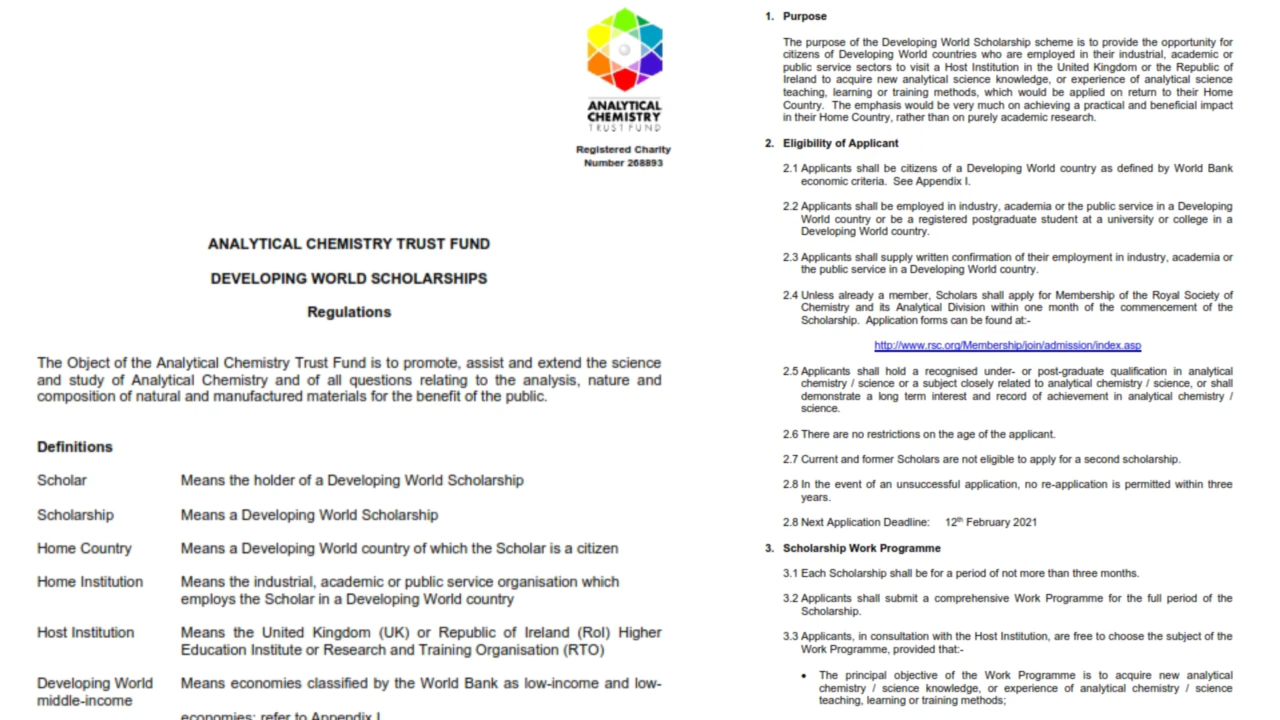 ANALYTICAL
CHEMISTRY
TRUST FUND
Registered Charity
Number 268893
ANALYTICAL CHEMISTRY TRUST FUND
DEVELOPING WORLD SCHOLARSHIPS
Regulations
The Object of the Analytical Chemistry Trust Fund is to promote, assist and extend the science
and study of Analytical Chemistry and of all questions relating to the analysis, nature and
composition of natural and manufactured materials for the benefit of the public.
Definitions
Scholar Means the holder of a Developing World Scholarship
Scholarship Means a Developing World Scholarship
Home Country Means a Developing World country of which the Scholar is a citizen
Home Institution Means the industrial, academic or public service organisation which
employs the Scholar in a Developing World country
Host Institution Means the United Kingdom (UK) or Republic of Ireland (RoI) Higher
Education Institute or Research and Training Organisation (RTO)
Developing World Means economies classified by the World Bank as low-income and low-
middle-income
economies; refer to Appendix I
1. Purpose
The purpose of the Developing World Scholarship scheme is to provide the opportunity for
citizens of Developing World countries who are employed in their industrial, academic or
public service sectors to visit a Host Institution in the United Kingdom or the Republic of
Ireland to acquire new analytical science knowledge, or experience of analytical science
teaching, learning or training methods, which would be applied on return to their Home
Country. The emphasis would be very much on achieving a practical and beneficial impact
in their Home Country, rather than on purely academic research.
2. Eligibility of Applicant
2.1 Applicants shall be citizens of a Developing World country as defined by World Bank
economic criteria. See Appendix I.
2.2 Applicants shall be employed in industry, academia or the public service in a Developing
World country or be a registered postgraduate student at a university or college in a
Developing World country.
2.3 Applicants shall supply written confirmation of their employment in industry, academia or
the public service in a Developing World country.
2.4 Unless already a member, Scholars shall apply for Membership of the Royal Society of
Chemistry and its Analytical Division within one month of the commencement of the
Scholarship. Application forms can be found at:-
http://www.rsc.org/Membership/join/admission/index.asp
2.5 Applicants shall hold a recognised under- or post-graduate qualification in analytical
chemistry / science or a subject closely related to analytical chemistry / science, or shall
demonstrate a long term interest and record of achievement in analytical chemistry /
science.
2.6 There are no restrictions on the age of the applicant.
2.7 Current and former Scholars are not eligible to apply for a second scholarship.
2.8 In the event of an unsuccessful application, no re-application is permitted within three
years.
2.8 Next Application Deadline: 12th February 2021
3. Scholarship Work Programme
3.1 Each Scholarship shall be for a period of not more than three months.
3.2 Applicants shall submit a comprehensive Work Programme for the full period of the
Scholarship.
3.3 Applicants, in consultation with the Host Institution, are free to choose the subject of the
Work Programme, provided that:-
• The principal objective of the Work Programme is to acquire new analytical
chemistry / science knowledge, or experience of analytical chemistry / science
teaching, learning or training methods;